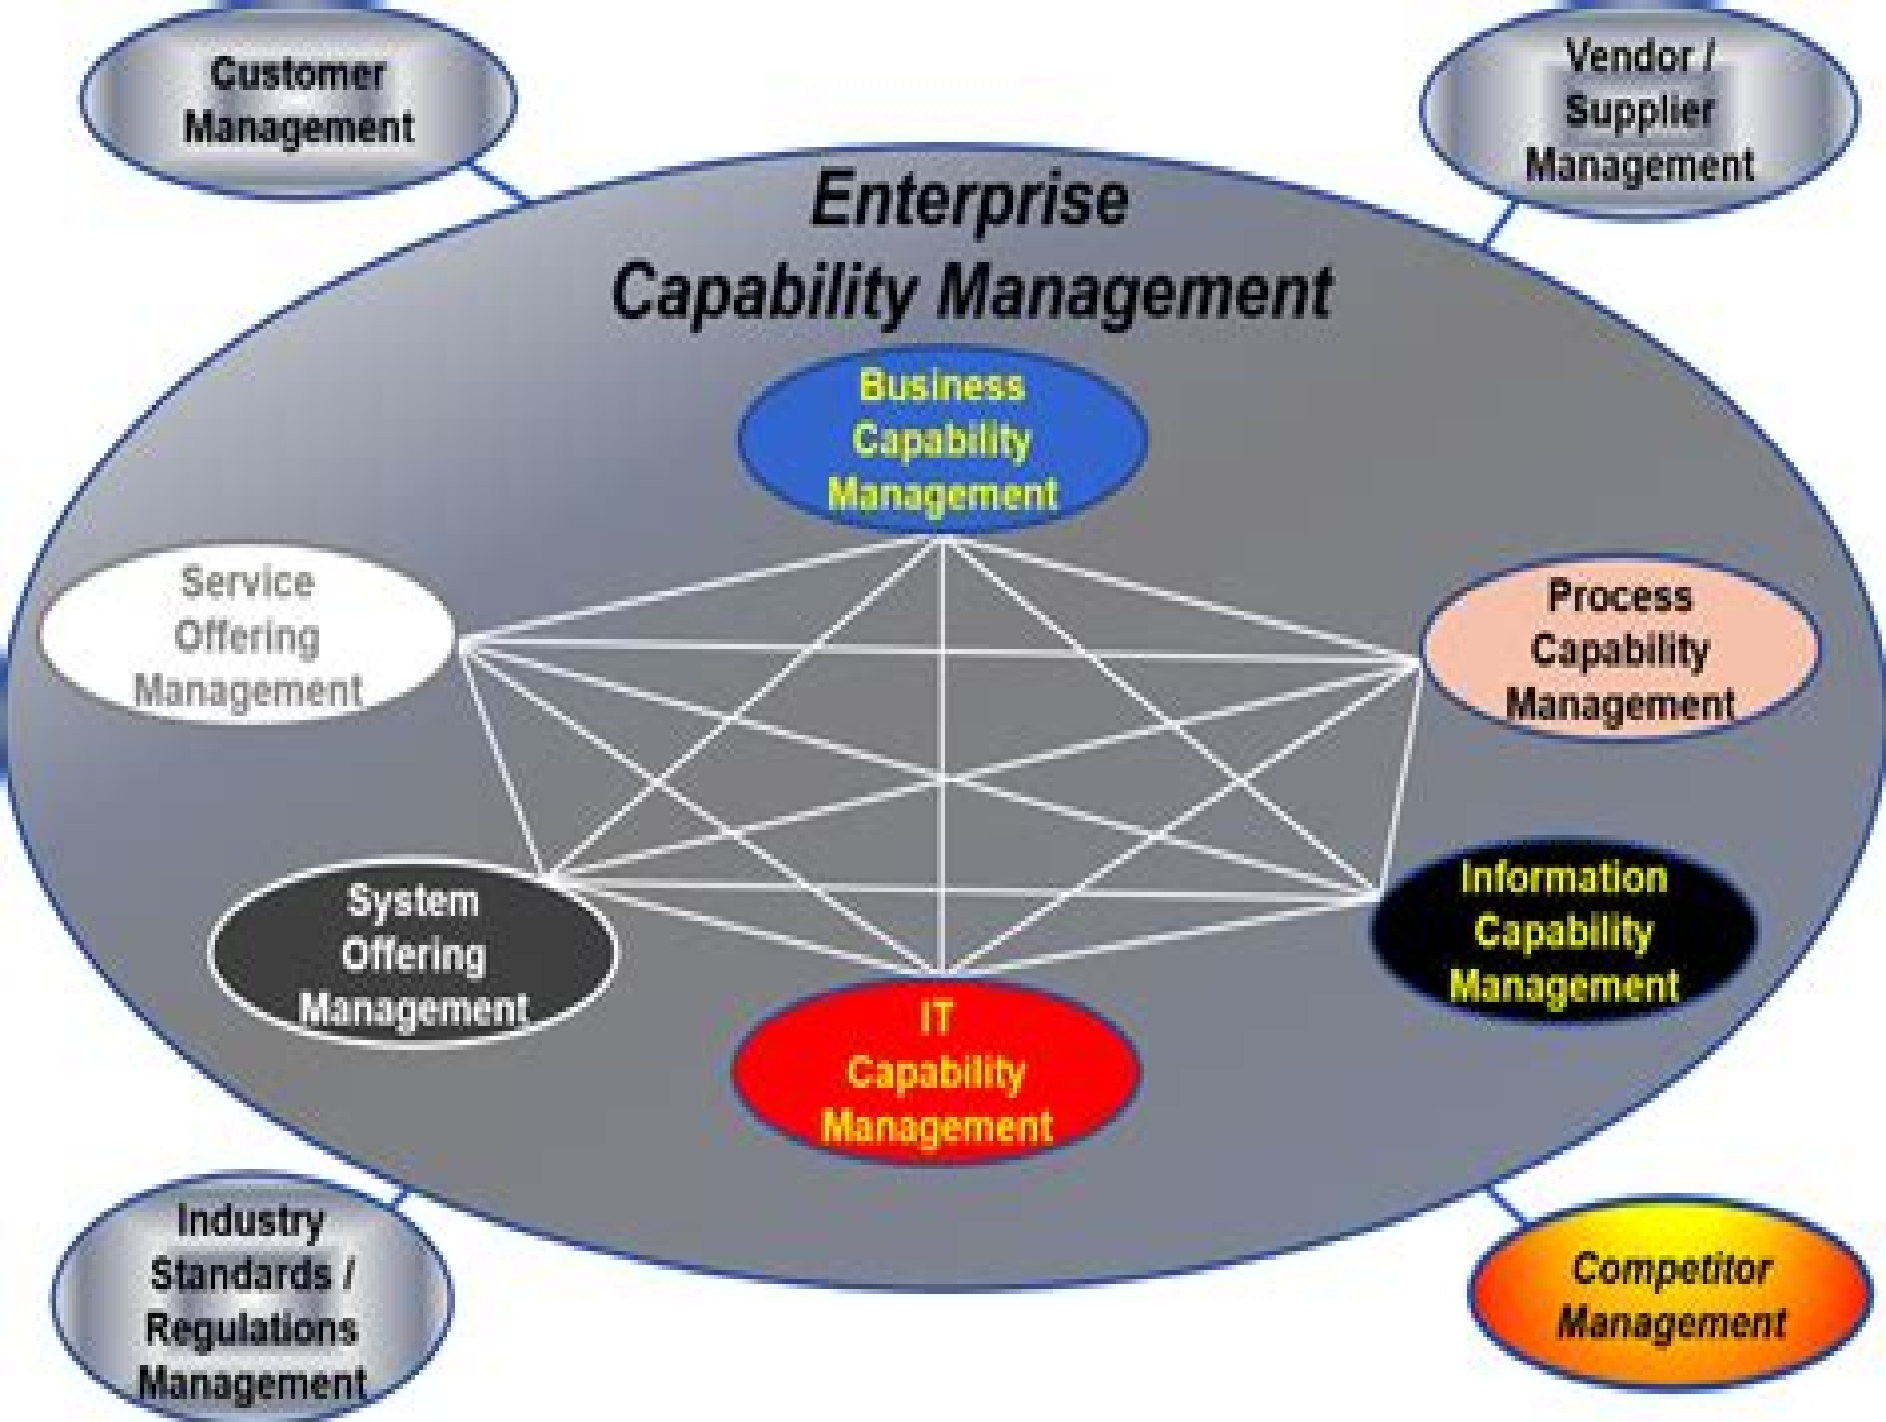 Customer
Management
Vendor /
Supplier
Management
Enterprise
Capability Management
Business
Capability
Management
Service
Offering
Management
Process
Capability
Management
System
Offering
Management
Information
Capability
Management
IT
Capability
Management
Industry
Standards /
Regulations
Management
Competitor
Management